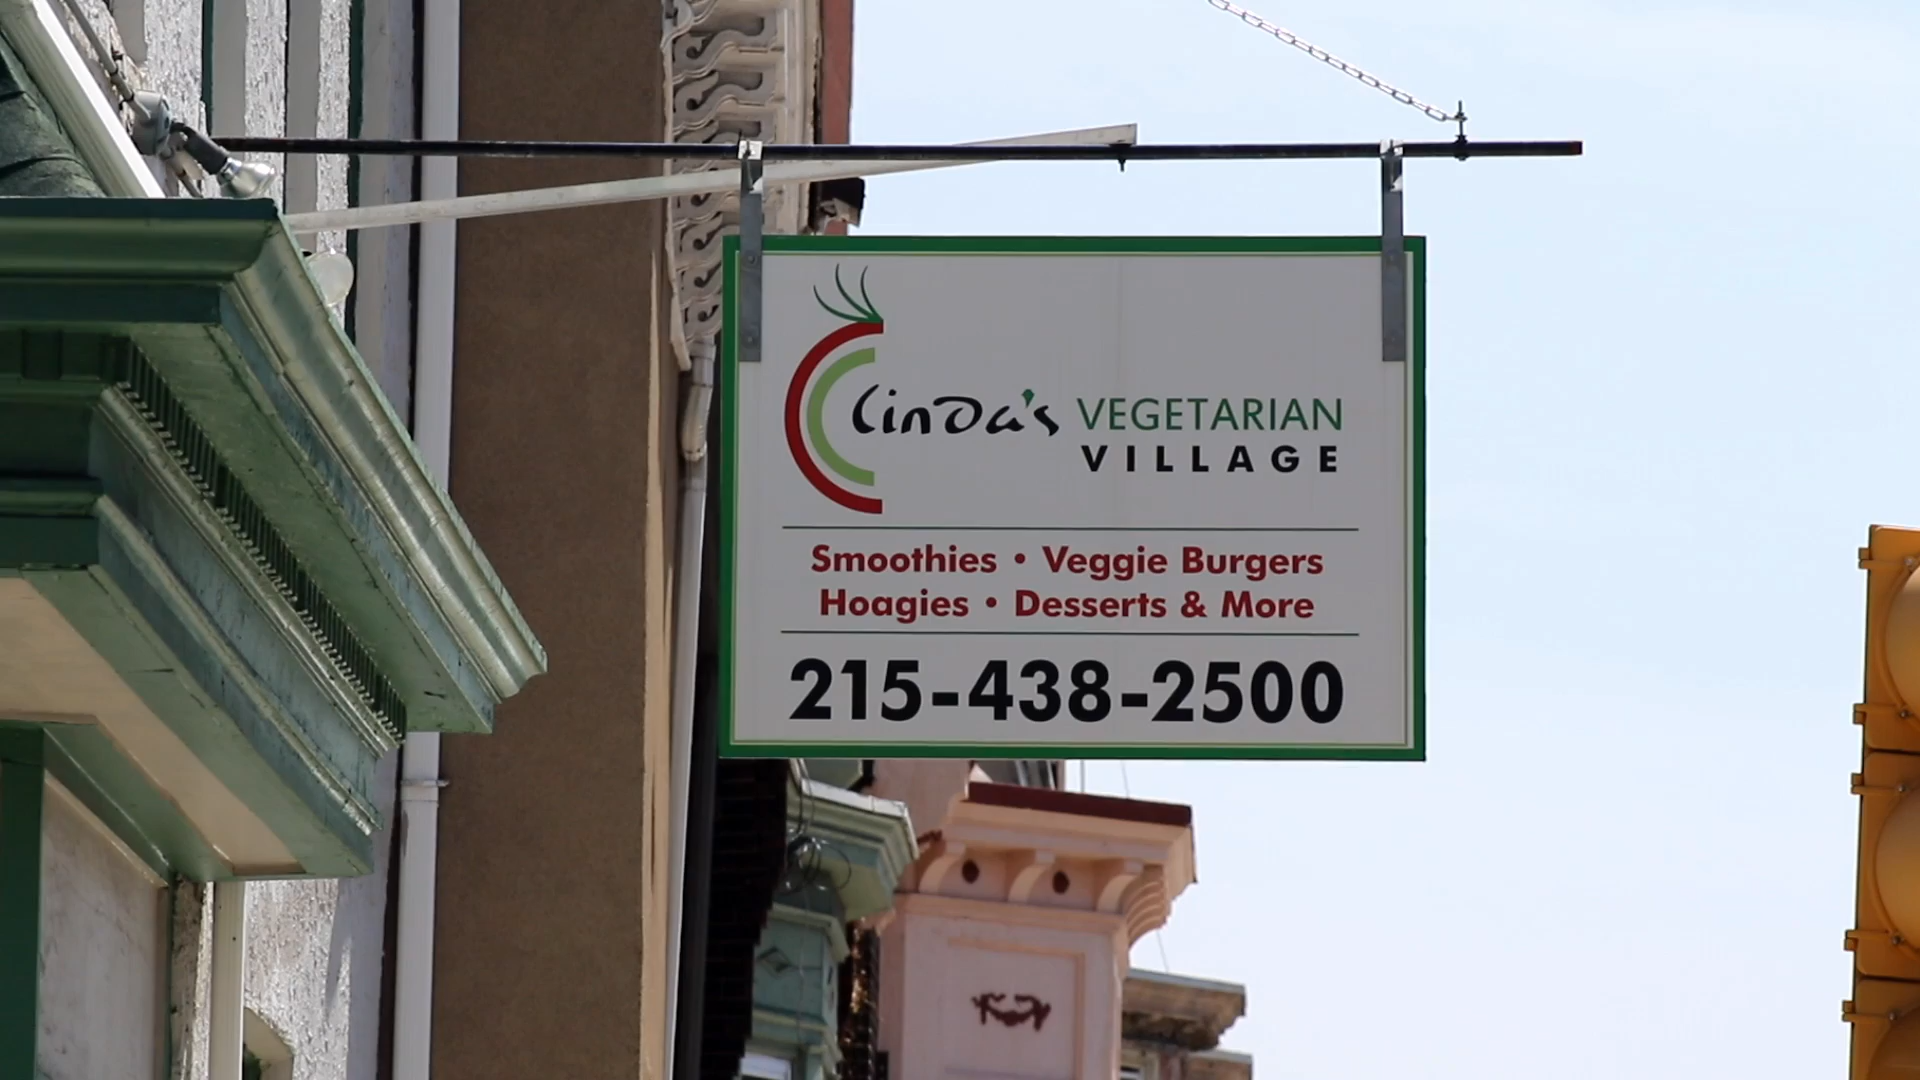 Linda's VEGETARIAN
VILLAGE
Smoothies • Veggie Burgers
Hoagies • Desserts & More
215-438-2500